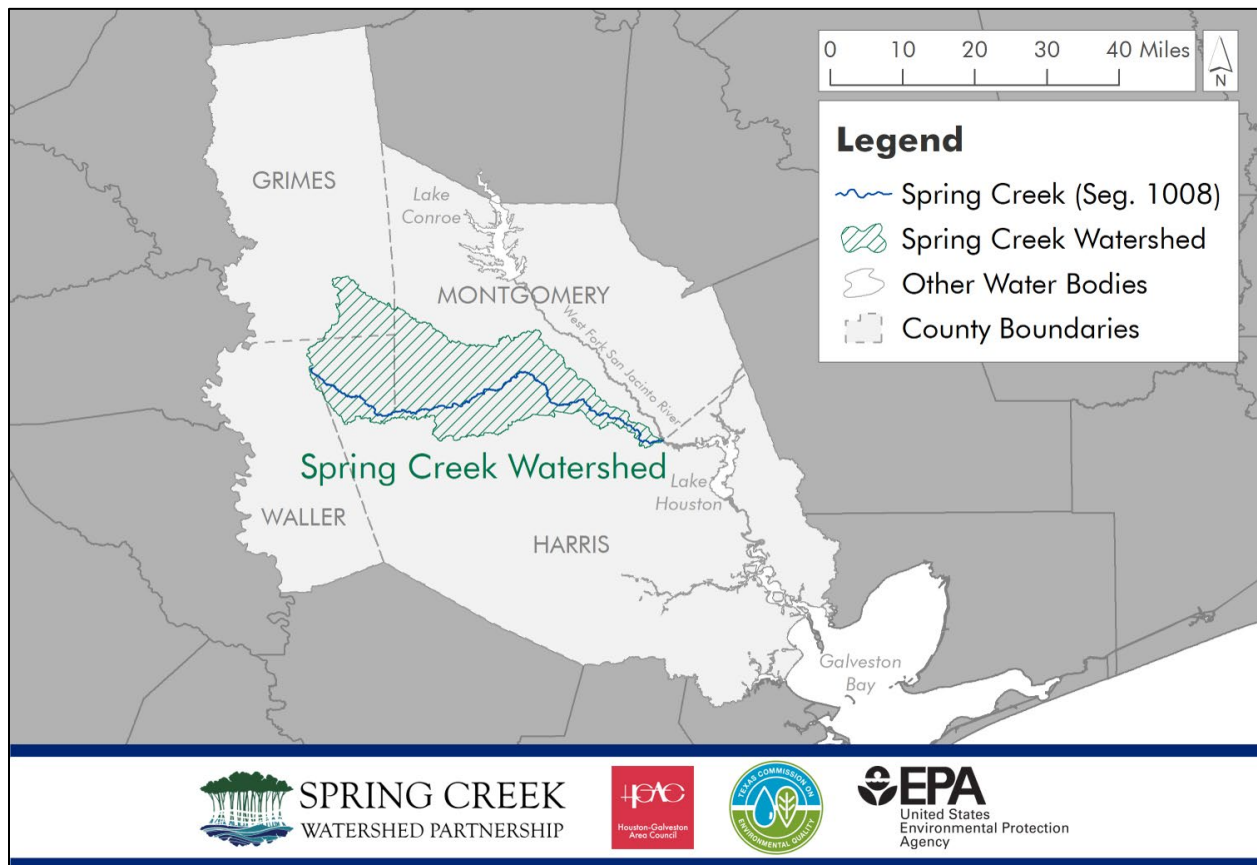 0 10 20 30 40 Miles
N
Legend
Spring Creek (Seg. 1008)
Spring Creek Watershed
Other Water Bodies
County Boundaries
GRIMES
Lake
Conroe
MONTGOMERY
West Fork San Jacinto River
Spring Creek Watershed
Lake
Houston
WALLER
HARRIS
Galveston
Bay
SPRING CREEK
WATERSHED PARTNERSHIP
HGAC
Houston-Galveston
Area Council
TEXAS COMMISSION ON
ENVIRONMENTAL QUALITY
EPA
United States
Environmental Protection
Agency